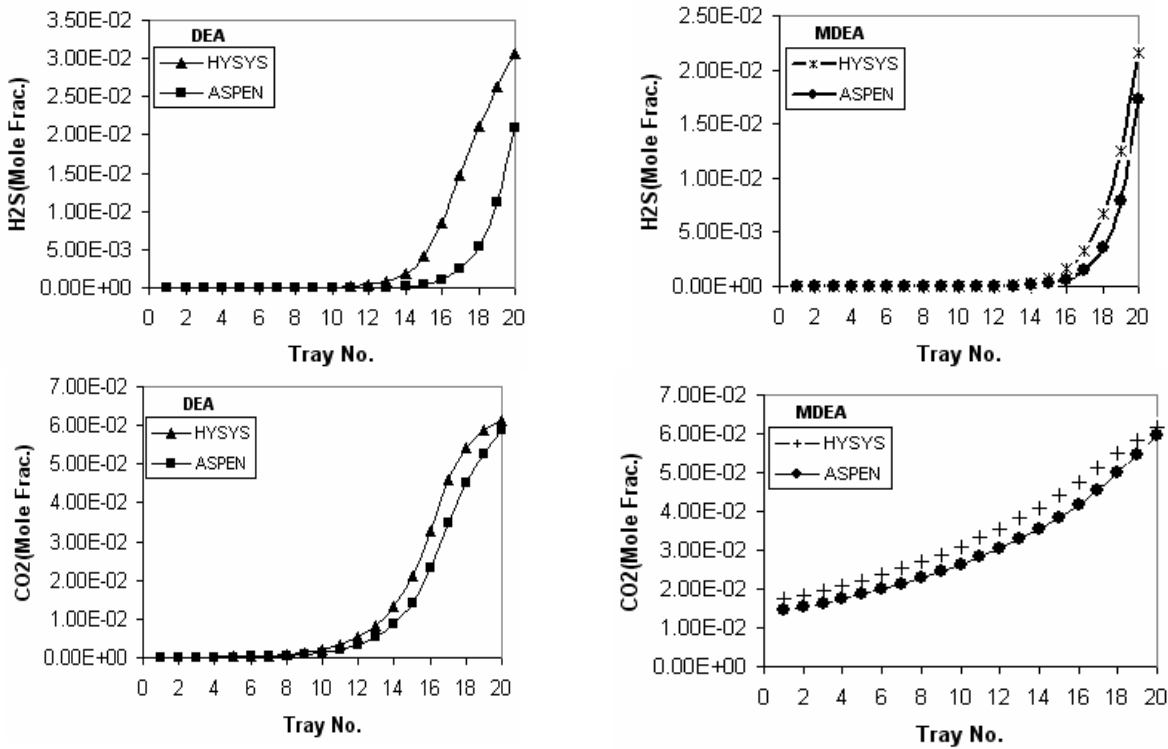 H2S(Mole Frac.)
3.50E-02
3.00E-02
2.50E-02
2.00E-02
1.50E-02
1.00E-02
5.00E-03
0.00E+00
DEA
HYSYS
ASPEN
0 2 4 6 8 10 12 14 16 18 20
Tray No.
H2S(Mole Frac.)
2.50E-02
2.00E-02
1.50E-02
1.00E-02
5.00E-03
0.00E+00
MDEA
HYSYS
ASPEN
0 2 4 6 8 10 12 14 16 18 20
Tray No.
CO2(Mole Frac.)
7.00E-02
6.00E-02
5.00E-02
4.00E-02
3.00E-02
2.00E-02
1.00E-02
0.00E+00
DEA
HYSYS
ASPEN
0 2 4 6 8 10 12 14 16 18 20
Tray No.
CO2(Mole Frac.)
7.00E-02
6.00E-02
5.00E-02
4.00E-02
3.00E-02
2.00E-02
1.00E-02
0.00E+00
MDEA
HYSYS
ASPEN
0 2 4 6 8 10 12 14 16 18 20
Tray No.